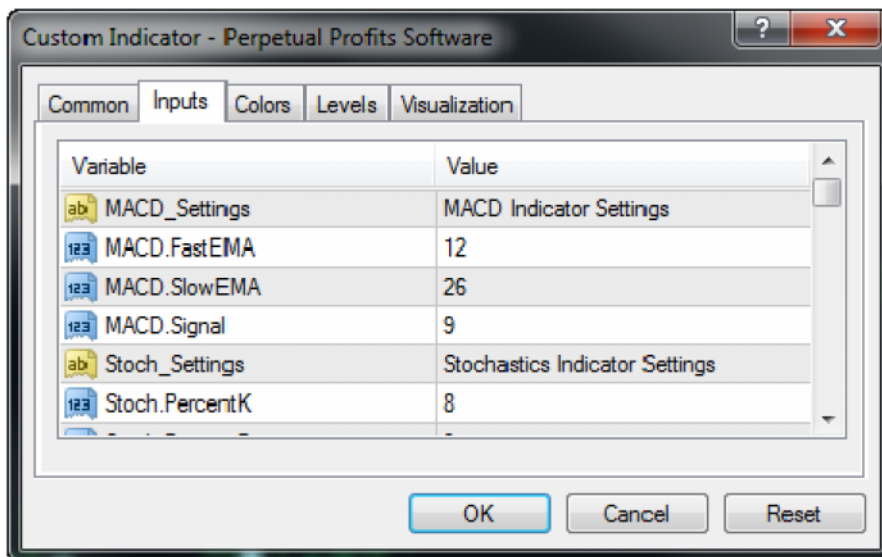 Custom Indicator - Perpetual Profits Software
Common Inputs Colors Levels Visualization
Variable Value
ab MACD_Settings MACD Indicator Settings
123 MACD.FastEMA 12
123 MACD.SlowEMA 26
123 MACD.Signal 9
ab Stoch_Settings Stochastics Indicator Settings
123 Stoch.PercentK 8
OK Cancel Reset